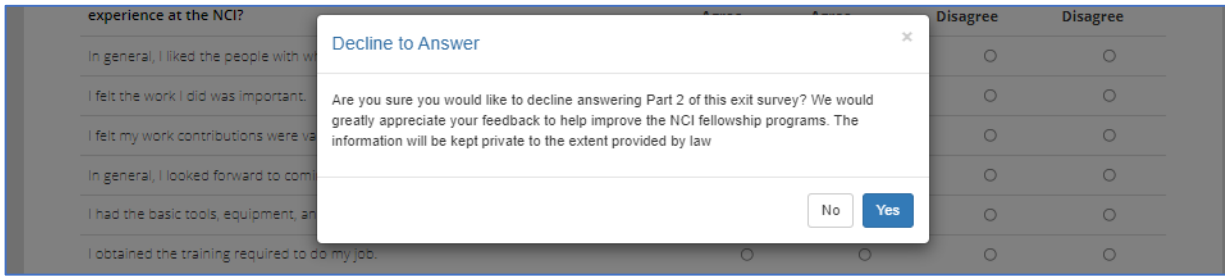 experience at the NCI? Agree Agree Disagree Disagree
Decline to Answer ×
In general, I liked the people with
I felt the work I did was important.
Are you sure you would like to decline answering Part 2 of this exit survey? We would
greatly appreciate your feedback to help improve the NCI fellowship programs. The
information will be kept private to the extent provided by law
I felt my work contributions were
In general, I looked forward to
I had the basic tools, equipment,
No Yes
I obtained the training required to do my job.